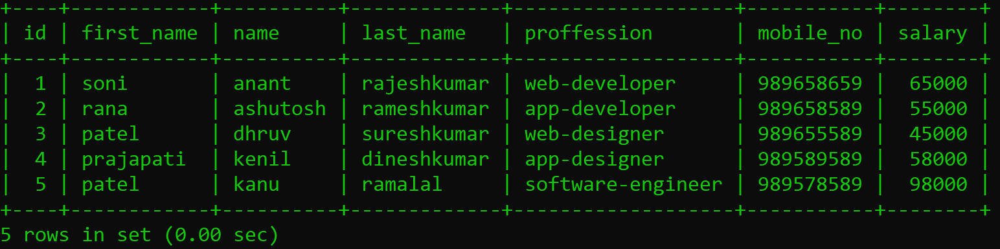 +----+------------+----------+-------------+-------------------+-----------+--------+
| id | first_name | name     | last_name   | proffession       | mobile_no | salary |
+----+------------+----------+-------------+-------------------+-----------+--------+
|  1 | soni       | anant    | rajeshkumar | web-developer     | 989658659 |  65000 |
|  2 | rana       | ashutosh | rameshkumar | app-developer     | 989658589 |  55000 |
|  3 | patel      | dhruv    | sureshkumar | web-designer      | 989655589 |  45000 |
|  4 | prajapati  | kenil    | dineshkumar | app-designer      | 989589589 |  58000 |
|  5 | patel      | kanu     | ramalal     | software-engineer | 989578589 |  98000 |
+----+------------+----------+-------------+-------------------+-----------+--------+
5 rows in set (0.00 sec)